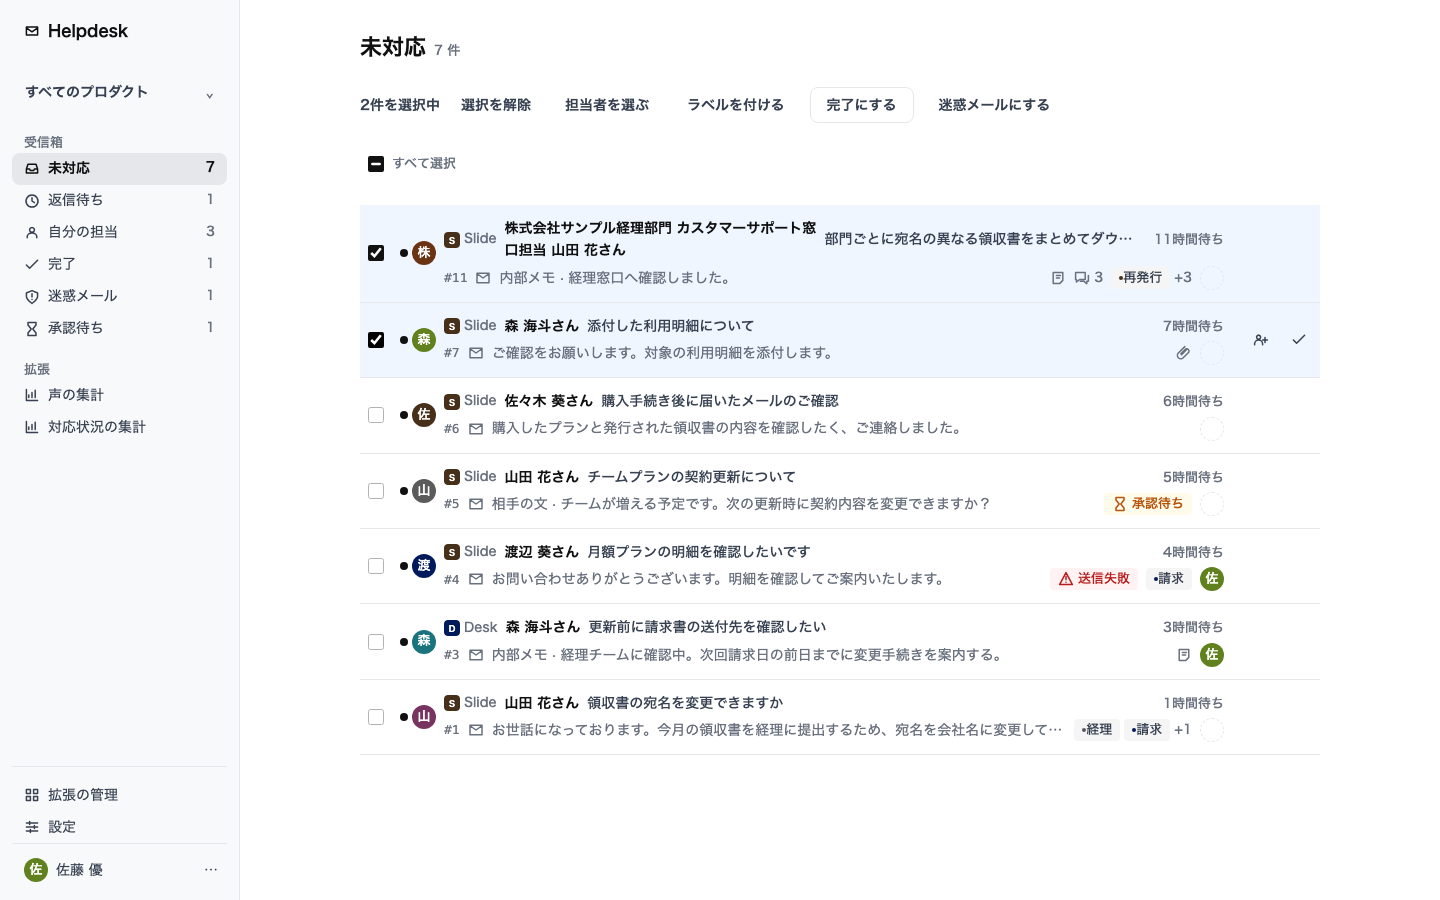 Helpdesk
すべてのプロダクト
受信箱
未対応 7
返信待ち 1
自分の担当 3
完了 1
迷惑メール 1
承認待ち 1
拡張
声の集計
対応状況の集計
拡張の管理
設定
佐 佐藤 優 …
未対応 7 件
2件を選択中 選択を解除 担当者を選ぶ ラベルを付ける 完了にする 迷惑メールにする
すべて選択
株 S Slide 株式会社サンプル経理部門 カスタマーサポート窓
口担当 山田 花さん 部門ごとに宛名の異なる領収書をまとめてダウ… 11時間待ち
#11 内部メモ · 経理窓口へ確認しました。 3 •再発行 +3
森 S Slide 森 海斗さん 添付した利用明細について 7時間待ち
#7 ご確認をお願いします。対象の利用明細を添付します。
佐 S Slide 佐々木 葵さん 購入手続き後に届いたメールのご確認 6時間待ち
#6 購入したプランと発行された領収書の内容を確認したく、ご連絡しました。
山 S Slide 山田 花さん チームプランの契約更新について 5時間待ち
#5 相手の文 · チームが増える予定です。次の更新時に契約内容を変更できますか？ 承認待ち
渡 S Slide 渡辺 葵さん 月額プランの明細を確認したいです 4時間待ち
#4 お問い合わせありがとうございます。明細を確認してご案内いたします。 送信失敗 •請求 佐
森 D Desk 森 海斗さん 更新前に請求書の送付先を確認したい 3時間待ち
#3 内部メモ · 経理チームに確認中。次回請求日の前日までに変更手続きを案内する。 佐
山 S Slide 山田 花さん 領収書の宛名を変更できますか 1時間待ち
#1 お世話になっております。今月の領収書を経理に提出するため、宛名を会社名に変更して… •経理 •請求 +1